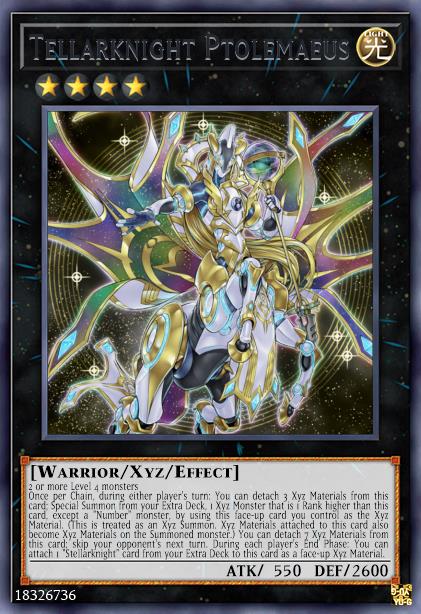 TELLARKNIGHT PTOLEMAEUS
LIGHT
光
[WARRIOR/XYZ/EFFECT]
2 or more Level 4 monsters
Once per Chain, during either player's turn: You can detach 3 Xyz Materials from this
card; Special Summon from your Extra Deck, 1 Xyz Monster that is 1 Rank higher than this
card, except a "Number" monster, by using this face-up card you control as the Xyz
Material. (This is treated as an Xyz Summon. Xyz Materials attached to this card also
become Xyz Materials on the Summoned monster.) You can detach 7 Xyz Materials from
this card; skip your opponent's next turn. During each player's End Phase: You can
attach 1 "Stellarknight" card from your Extra Deck to this card as a face-up Xyz Material.
ATK/ 550 DEF/2600
18326736